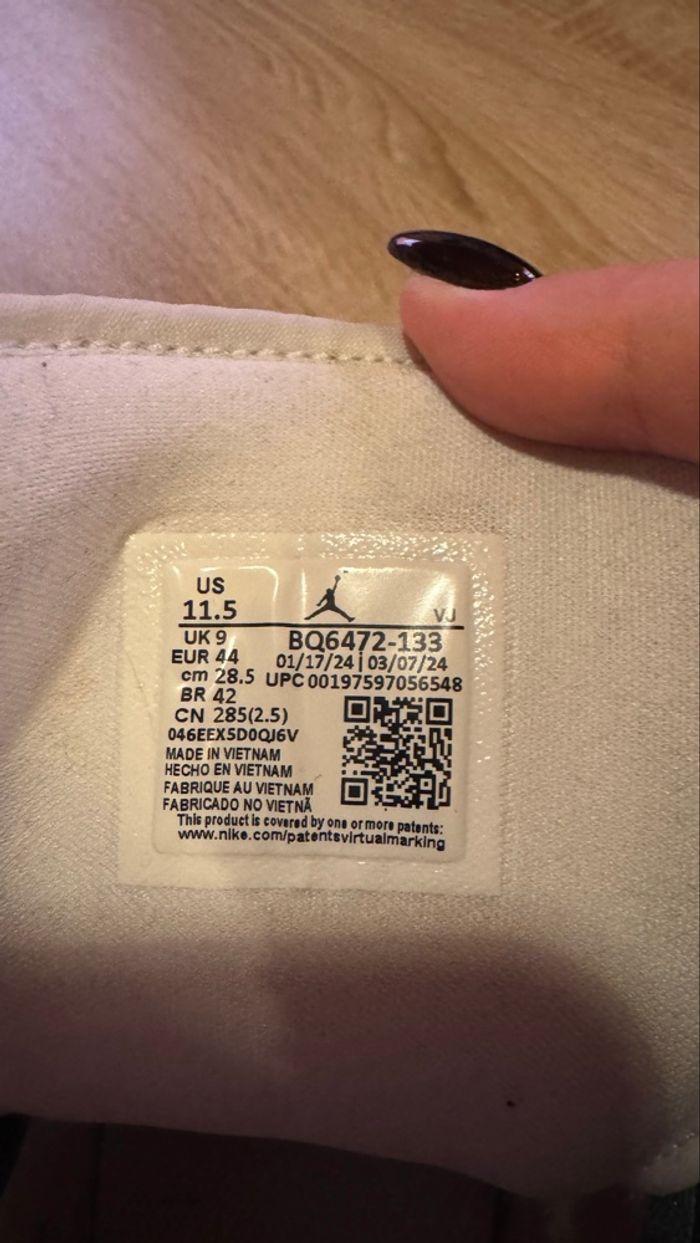 US
11.5
VJ
UK 9
BQ6472-133
EUR 44
01/17/24 | 03/07/24
cm 28.5
UPC 00197597056548
BR 42
CN 285(2.5)
046EEX5D0QJ6V
MADE IN VIETNAM
HECHO EN VIETNAM
FABRIQUE AU VIETNAM
FABRICADO NO VIETNÃ
This product is covered by one or more patents:
www.nike.com/patentsvirtualmarking